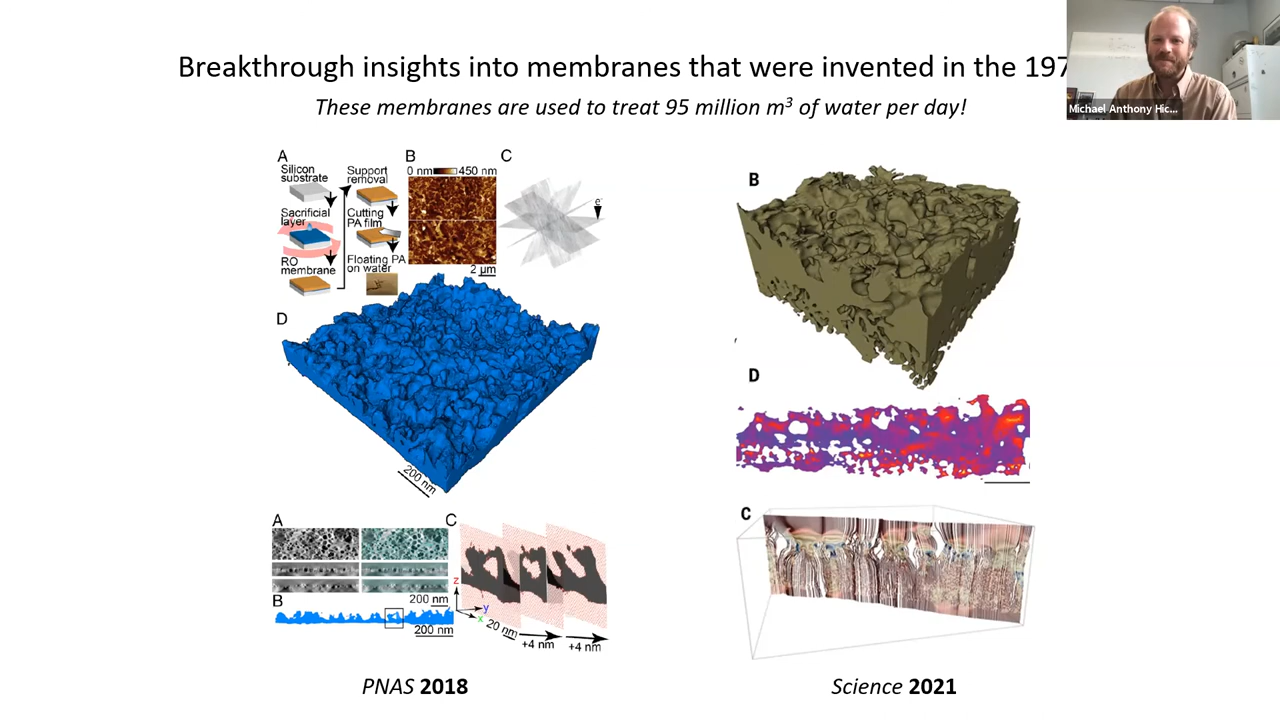 Breakthrough insights into membranes that were invented in the 197
These membranes are used to treat 95 million m³ of water per day!
Michael Anthony Hic...
A
Silicon
substrate
Sacrificial
layer
RO
membrane
Support
removal
Cutting
PA film
Floating PA
on water
B
0 nm 450 nm
2 µm
C
e⁻
D
200 nm
A
200 nm
B
200 nm
C
z
y
x
20 nm
+4 nm
+4 nm
PNAS 2018
B
D
C
Science 2021